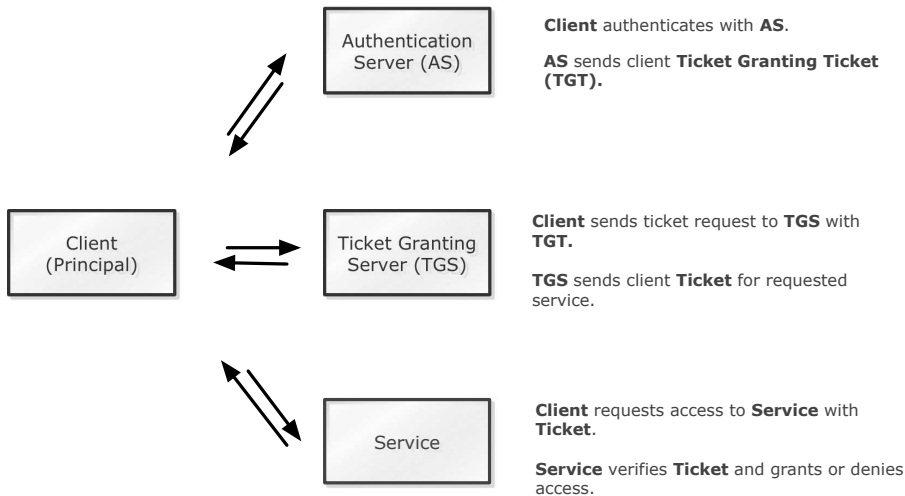 Authentication
Server (AS)
Client authenticates with AS.
AS sends client Ticket Granting Ticket
(TGT).
Client
(Principal)
Ticket Granting
Server (TGS)
Client sends ticket request to TGS with
TGT.
TGS sends client Ticket for requested
service.
Service
Client requests access to Service with
Ticket.
Service verifies Ticket and grants or denies
access.